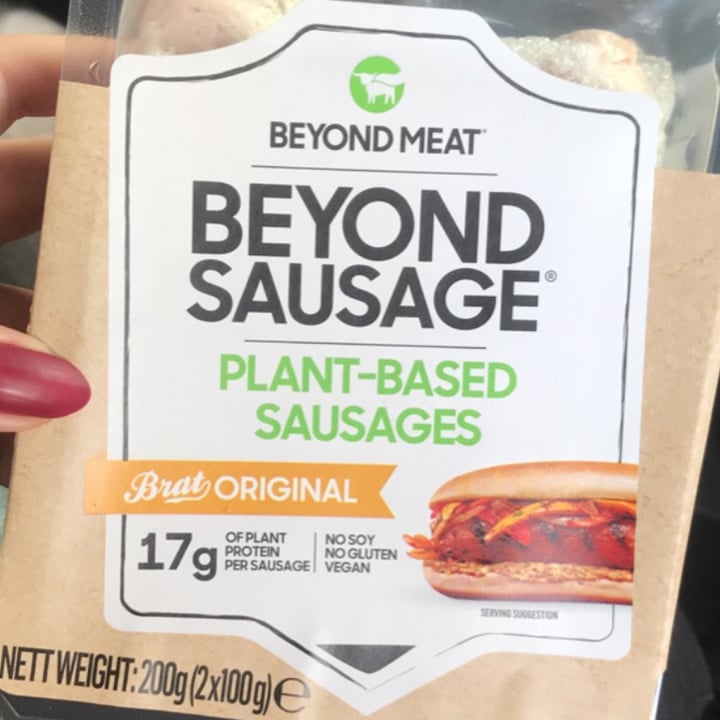 BEYOND MEAT
BEYOND
SAUSAGE®
PLANT-BASED
SAUSAGES
Brat ORIGINAL
17g
OF PLANT
PROTEIN
PER SAUSAGE
NO SOY
NO GLUTEN
VEGAN
SERVING SUGGESTION
NETT WEIGHT: 200g (2x100g) e